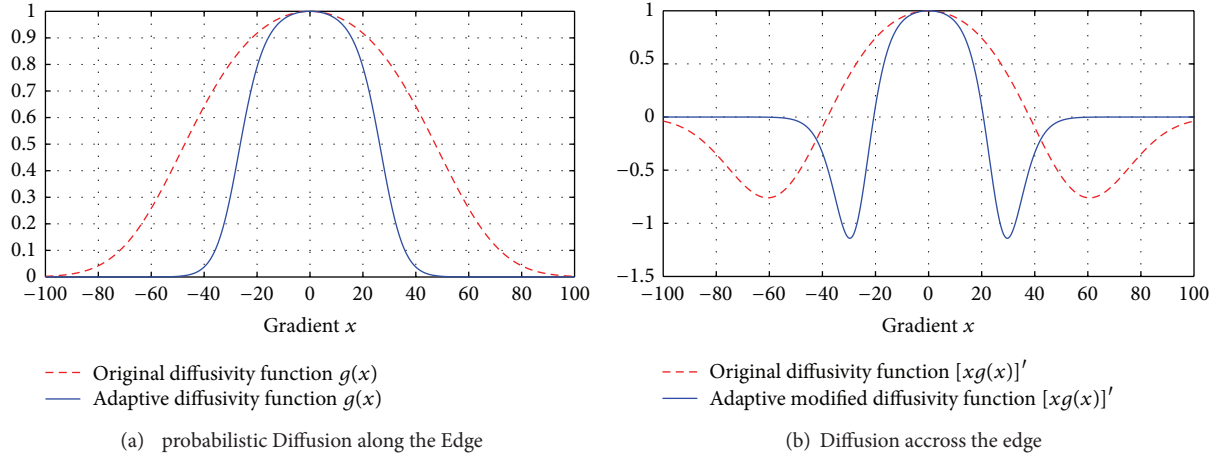 1
0.9
0.8
0.7
0.6
0.5
0.4
0.3
0.2
0.1
0
−100 −80 −60 −40 −20 0 20 40 60 80 100
Gradient x
Original diffusivity function g(x)
Adaptive diffusivity function g(x)
(a) probabilistic Diffusion along the Edge
1
0.5
0
−0.5
−1
−1.5
−100 −80 −60 −40 −20 0 20 40 60 80 100
Gradient x
Original diffusivity function [xg(x)]′
Adaptive modified diffusivity function [xg(x)]′
(b) Diffusion accross the edge